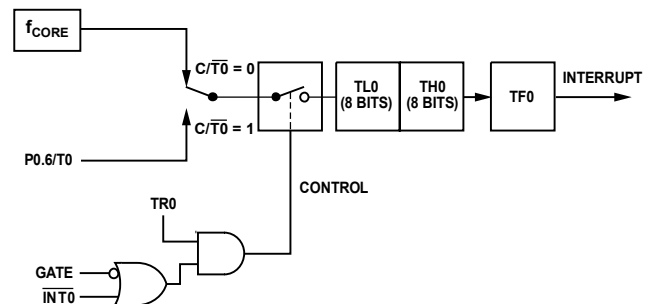 fCORE
C/T0 = 0
TL0
(8 BITS)
TH0
(8 BITS)
TF0
INTERRUPT
C/T0 = 1
P0.6/T0
CONTROL
TR0
GATE
INT0